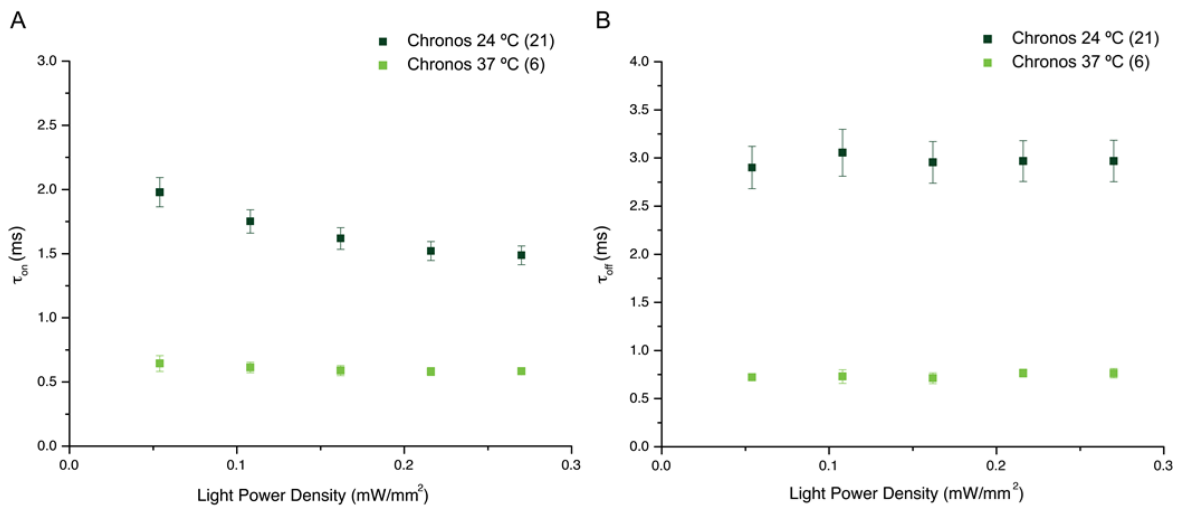 A
Chronos 24 ºC (21)
Chronos 37 ºC (6)
3.0
2.5
2.0
1.5
1.0
0.5
0.0
τon (ms)
0.0 0.1 0.2 0.3
Light Power Density (mW/mm²)
B
Chronos 24 ºC (21)
Chronos 37 ºC (6)
4.0
3.5
3.0
2.5
2.0
1.5
1.0
0.5
0.0
τoff (ms)
0.0 0.1 0.2 0.3
Light Power Density (mW/mm²)